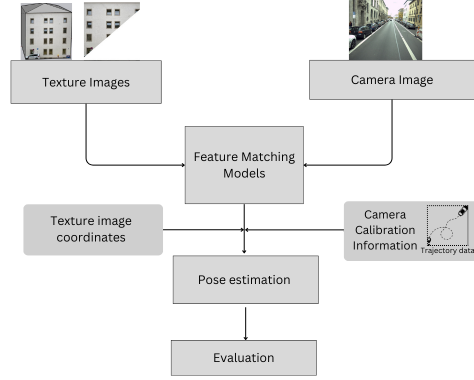 Texture Images
Camera Image
Feature Matching
Models
Texture image
coordinates
Camera
Calibration
Information
Trajectory data
Pose estimation
Evaluation